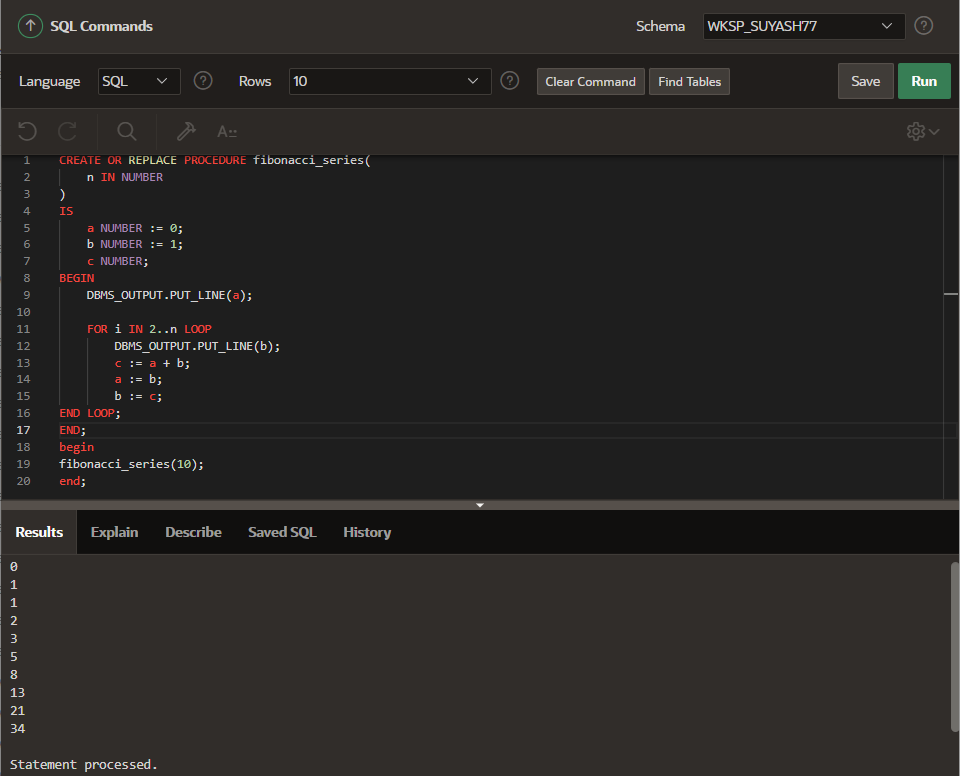 SQL Commands
Schema WKSP_SUYASH77
Language SQL Rows 10 Clear Command Find Tables Save Run
1 CREATE OR REPLACE PROCEDURE fibonacci_series(
2 n IN NUMBER
3 )
4 IS
5 a NUMBER := 0;
6 b NUMBER := 1;
7 c NUMBER;
8 BEGIN
9 DBMS_OUTPUT.PUT_LINE(a);
10
11 FOR i IN 2..n LOOP
12 DBMS_OUTPUT.PUT_LINE(b);
13 c := a + b;
14 a := b;
15 b := c;
16 END LOOP;
17 END;
18 begin
19 fibonacci_series(10);
20 end;
Results Explain Describe Saved SQL History
0
1
1
2
3
5
8
13
21
34
Statement processed.